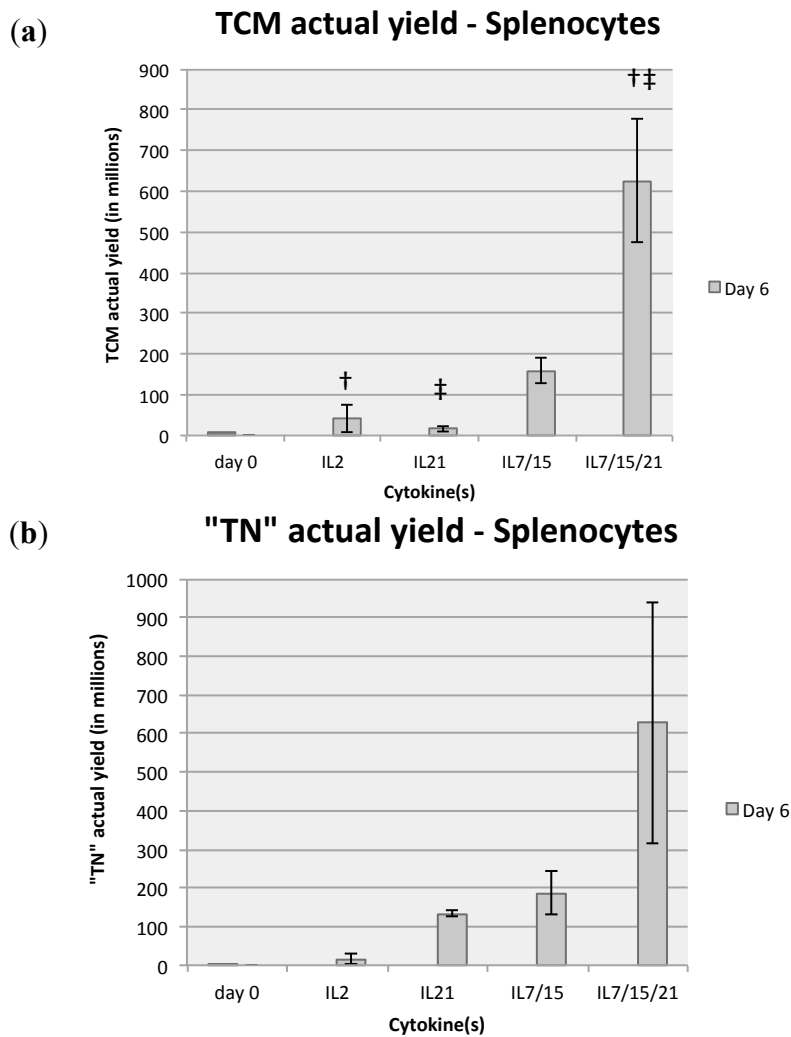 (a)
TCM actual yield - Splenocytes
TCM actual yield (in millions)
900
800
700
600
500
400
300
200
100
0
†
‡
†‡
day 0 IL2 IL21 IL7/15 IL7/15/21
Cytokine(s)
Day 6
(b)
"TN" actual yield - Splenocytes
"TN" actual yield (in millions)
1000
900
800
700
600
500
400
300
200
100
0
day 0 IL2 IL21 IL7/15 IL7/15/21
Cytokine(s)
Day 6